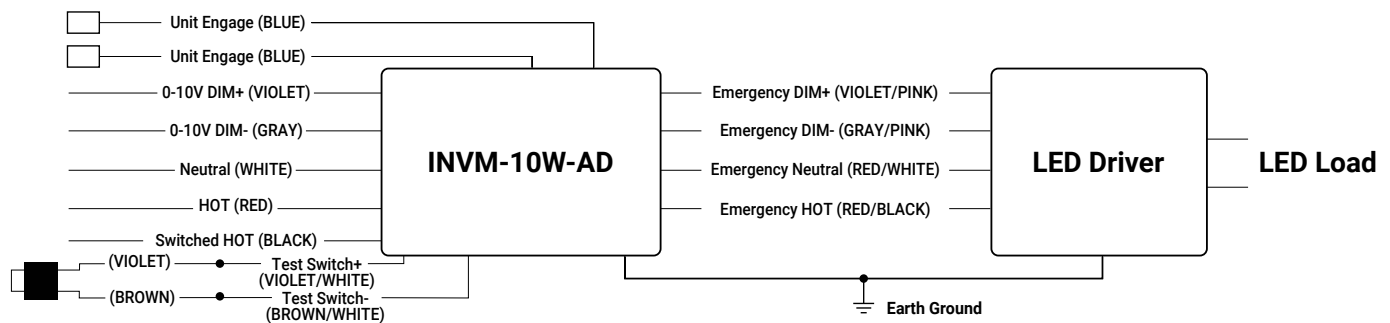 Unit Engage (BLUE)
Unit Engage (BLUE)
0-10V DIM+ (VIOLET)
0-10V DIM- (GRAY)
Neutral (WHITE)
HOT (RED)
Switched HOT (BLACK)
(VIOLET)
Test Switch+
(VIOLET/WHITE)
(BROWN)
Test Switch-
(BROWN/WHITE)
INVM-10W-AD
Emergency DIM+ (VIOLET/PINK)
Emergency DIM- (GRAY/PINK)
Emergency Neutral (RED/WHITE)
Emergency HOT (RED/BLACK)
LED Driver
LED Load
Earth Ground